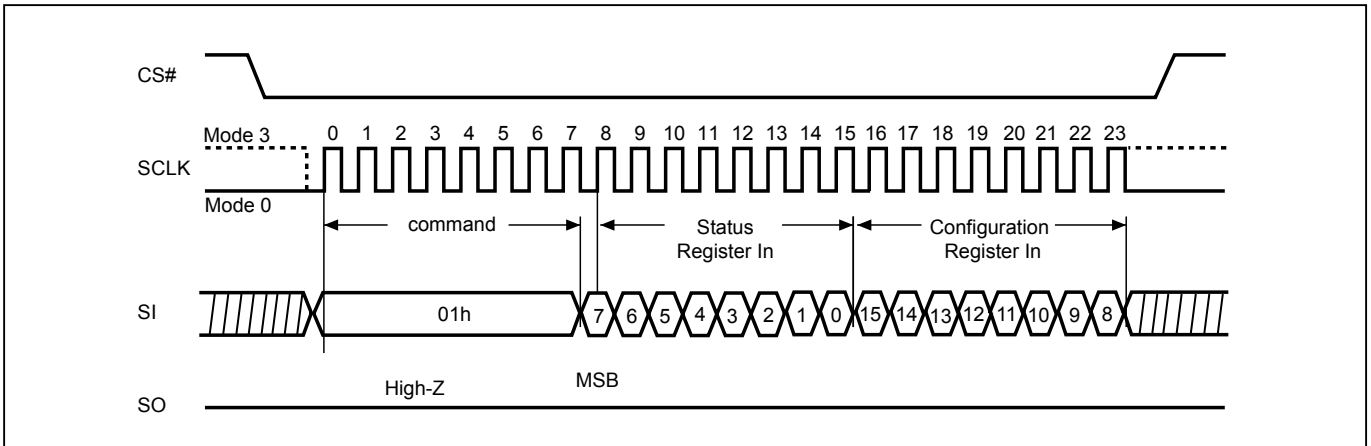 CS#
Mode 3
0 1 2 3 4 5 6 7 8 9 10 11 12 13 14 15 16 17 18 19 20 21 22 23
SCLK
Mode 0
command
Status
Register In
Configuration
Register In
SI
01h
7 6 5 4 3 2 1 0 15 14 13 12 11 10 9 8
High-Z
MSB
SO